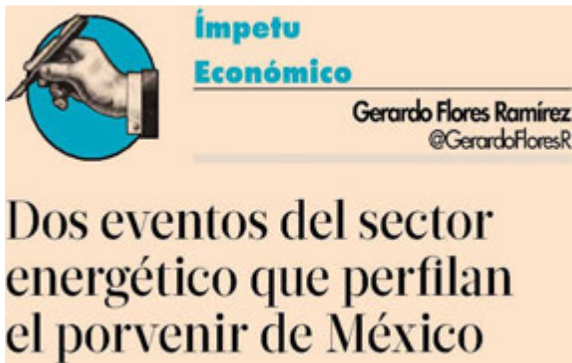 Ímpetu
Económico
Gerardo Flores Ramírez
@GerardoFloresR
Dos eventos del sector
energético que perfilan
el porvenir de México